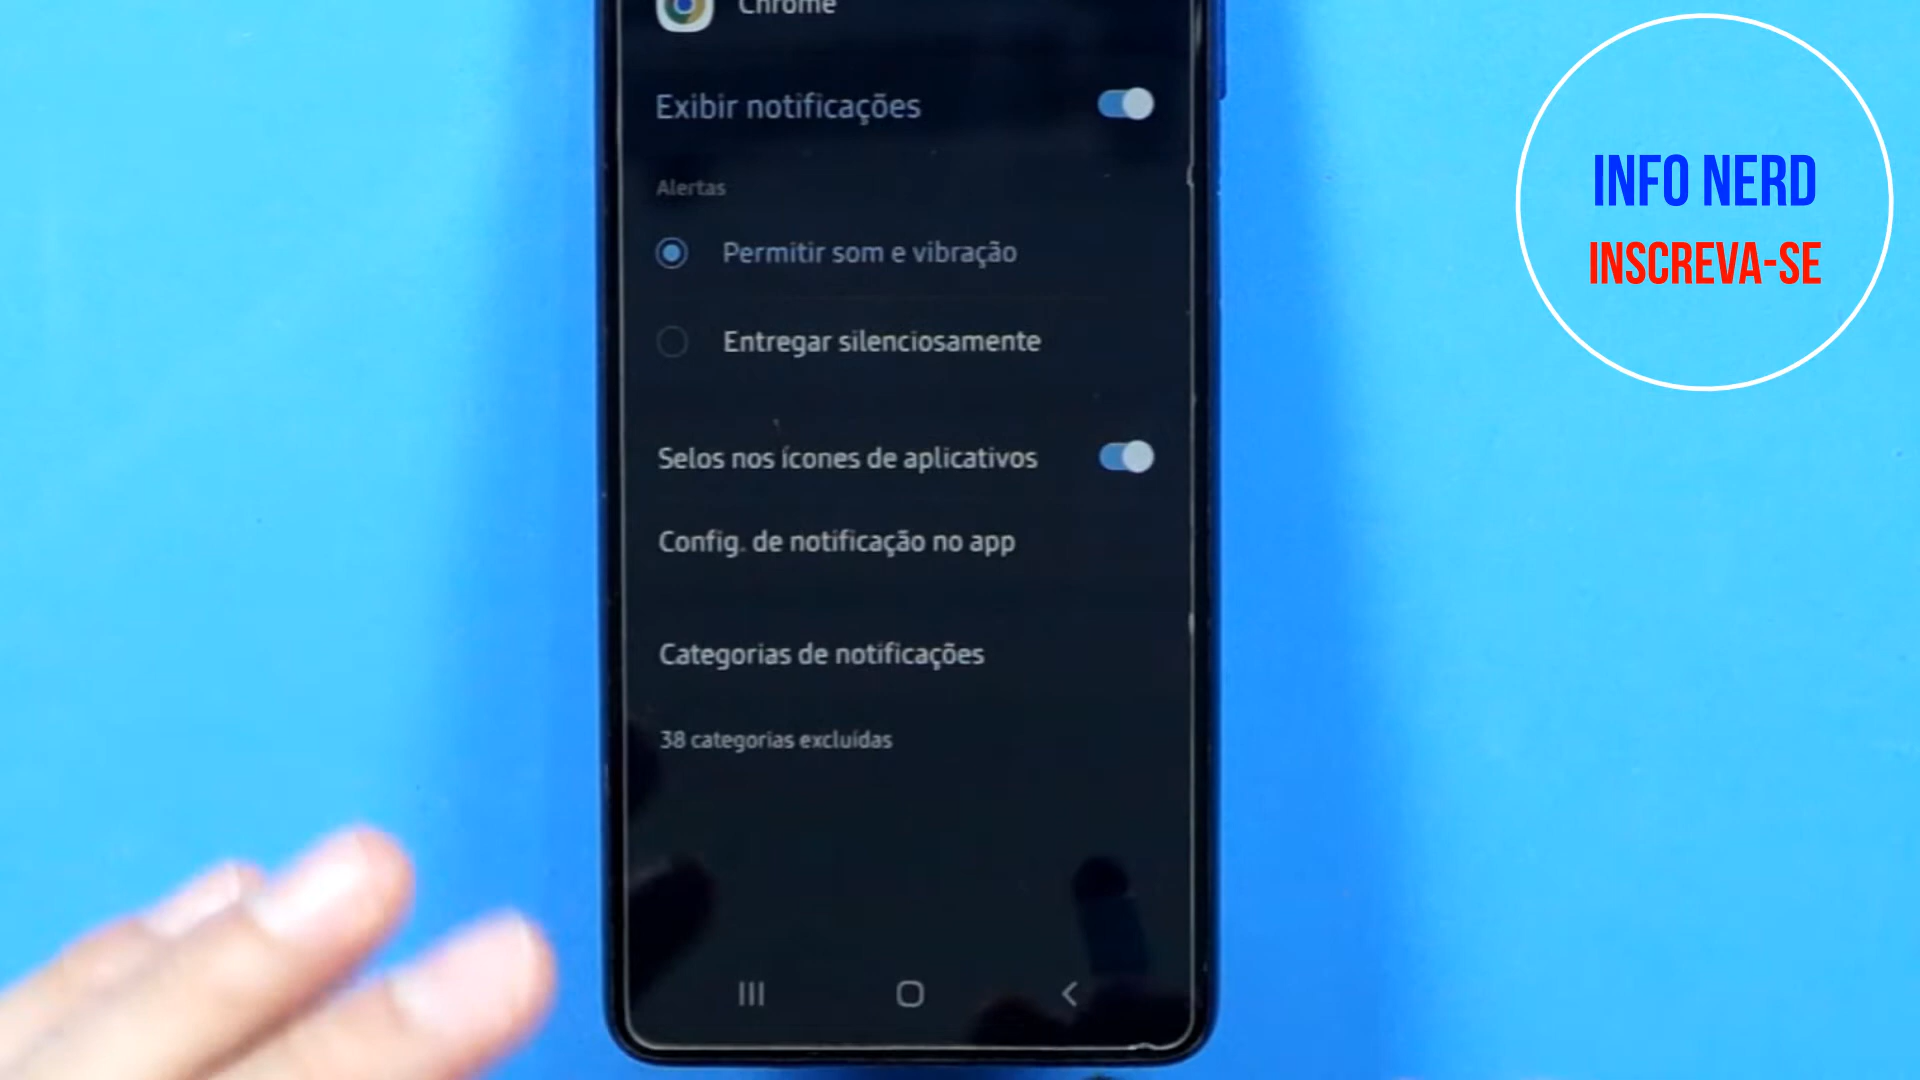 Chrome
Exibir notificações
Alertas
Permitir som e vibração
Entregar silenciosamente
Selos nos ícones de aplicativos
Config. de notificação no app
Categorias de notificações
38 categorias excluídas
INFO NERD
INSCREVA-SE